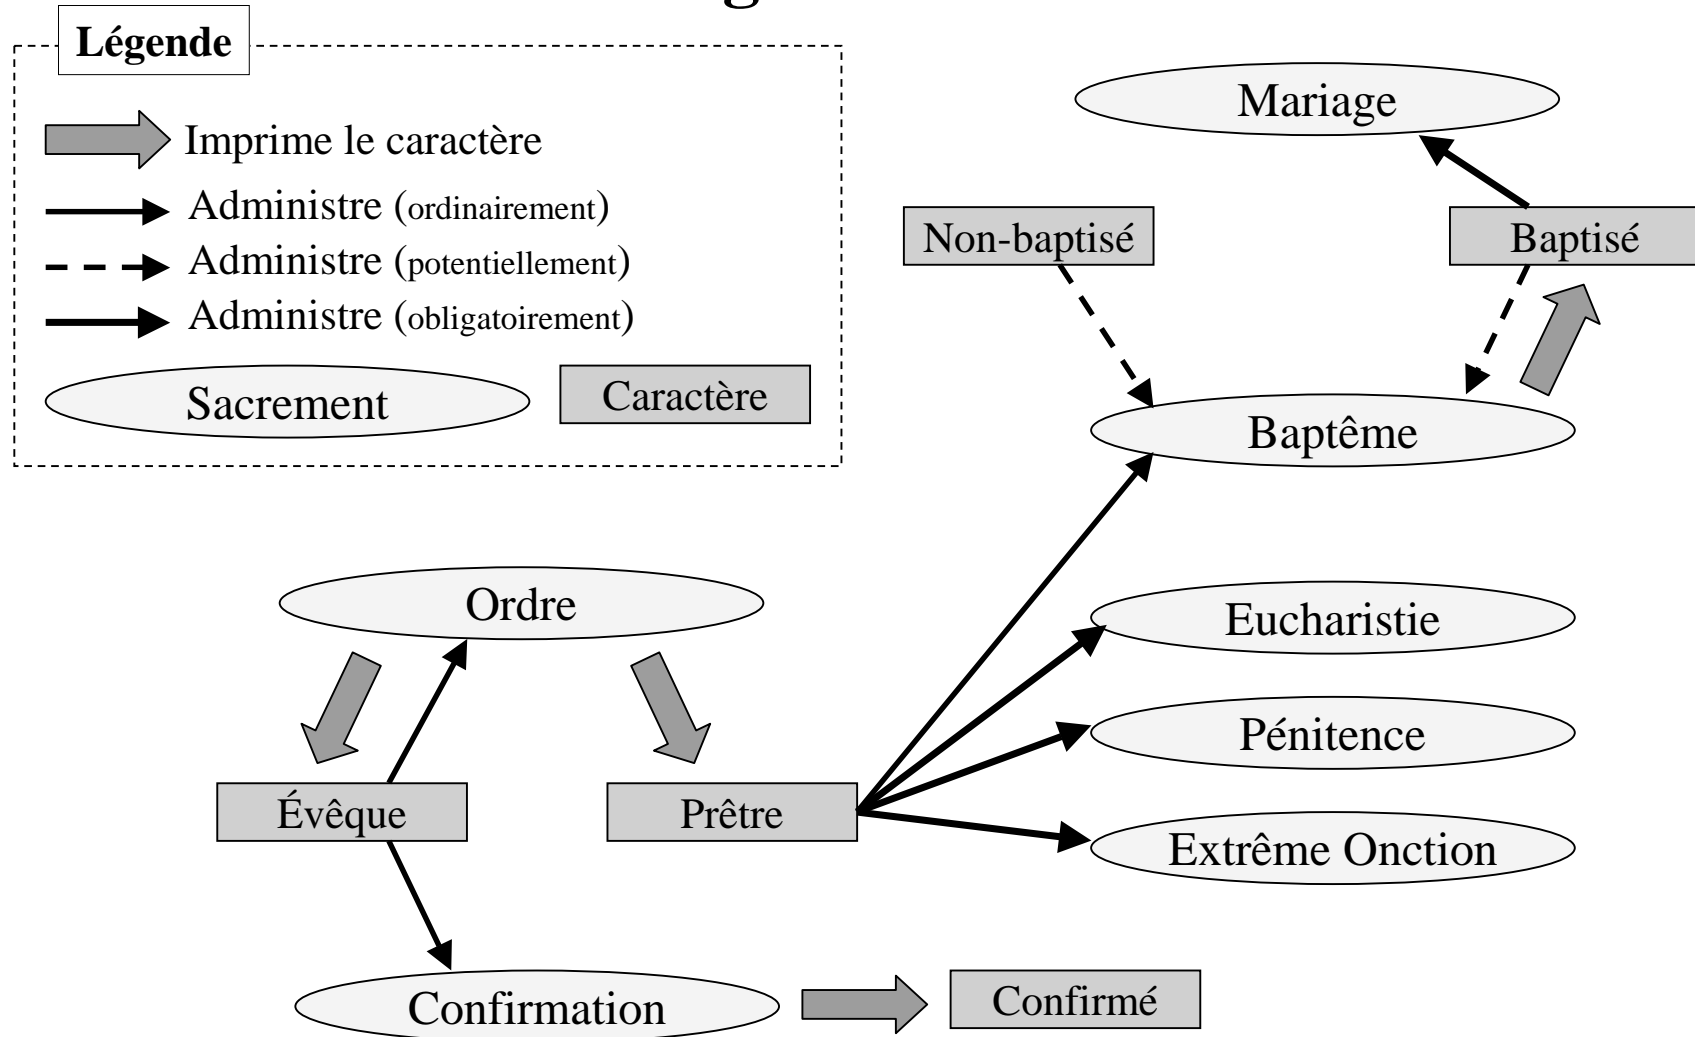 Légende
Imprime le caractère
Administre (ordinairement)
Administre (potentiellement)
Administre (obligatoirement)
Sacrement
Caractère
Mariage
Non-baptisé
Baptisé
Baptême
Ordre
Eucharistie
Pénitence
Évêque
Prêtre
Extrême Onction
Confirmation
Confirmé